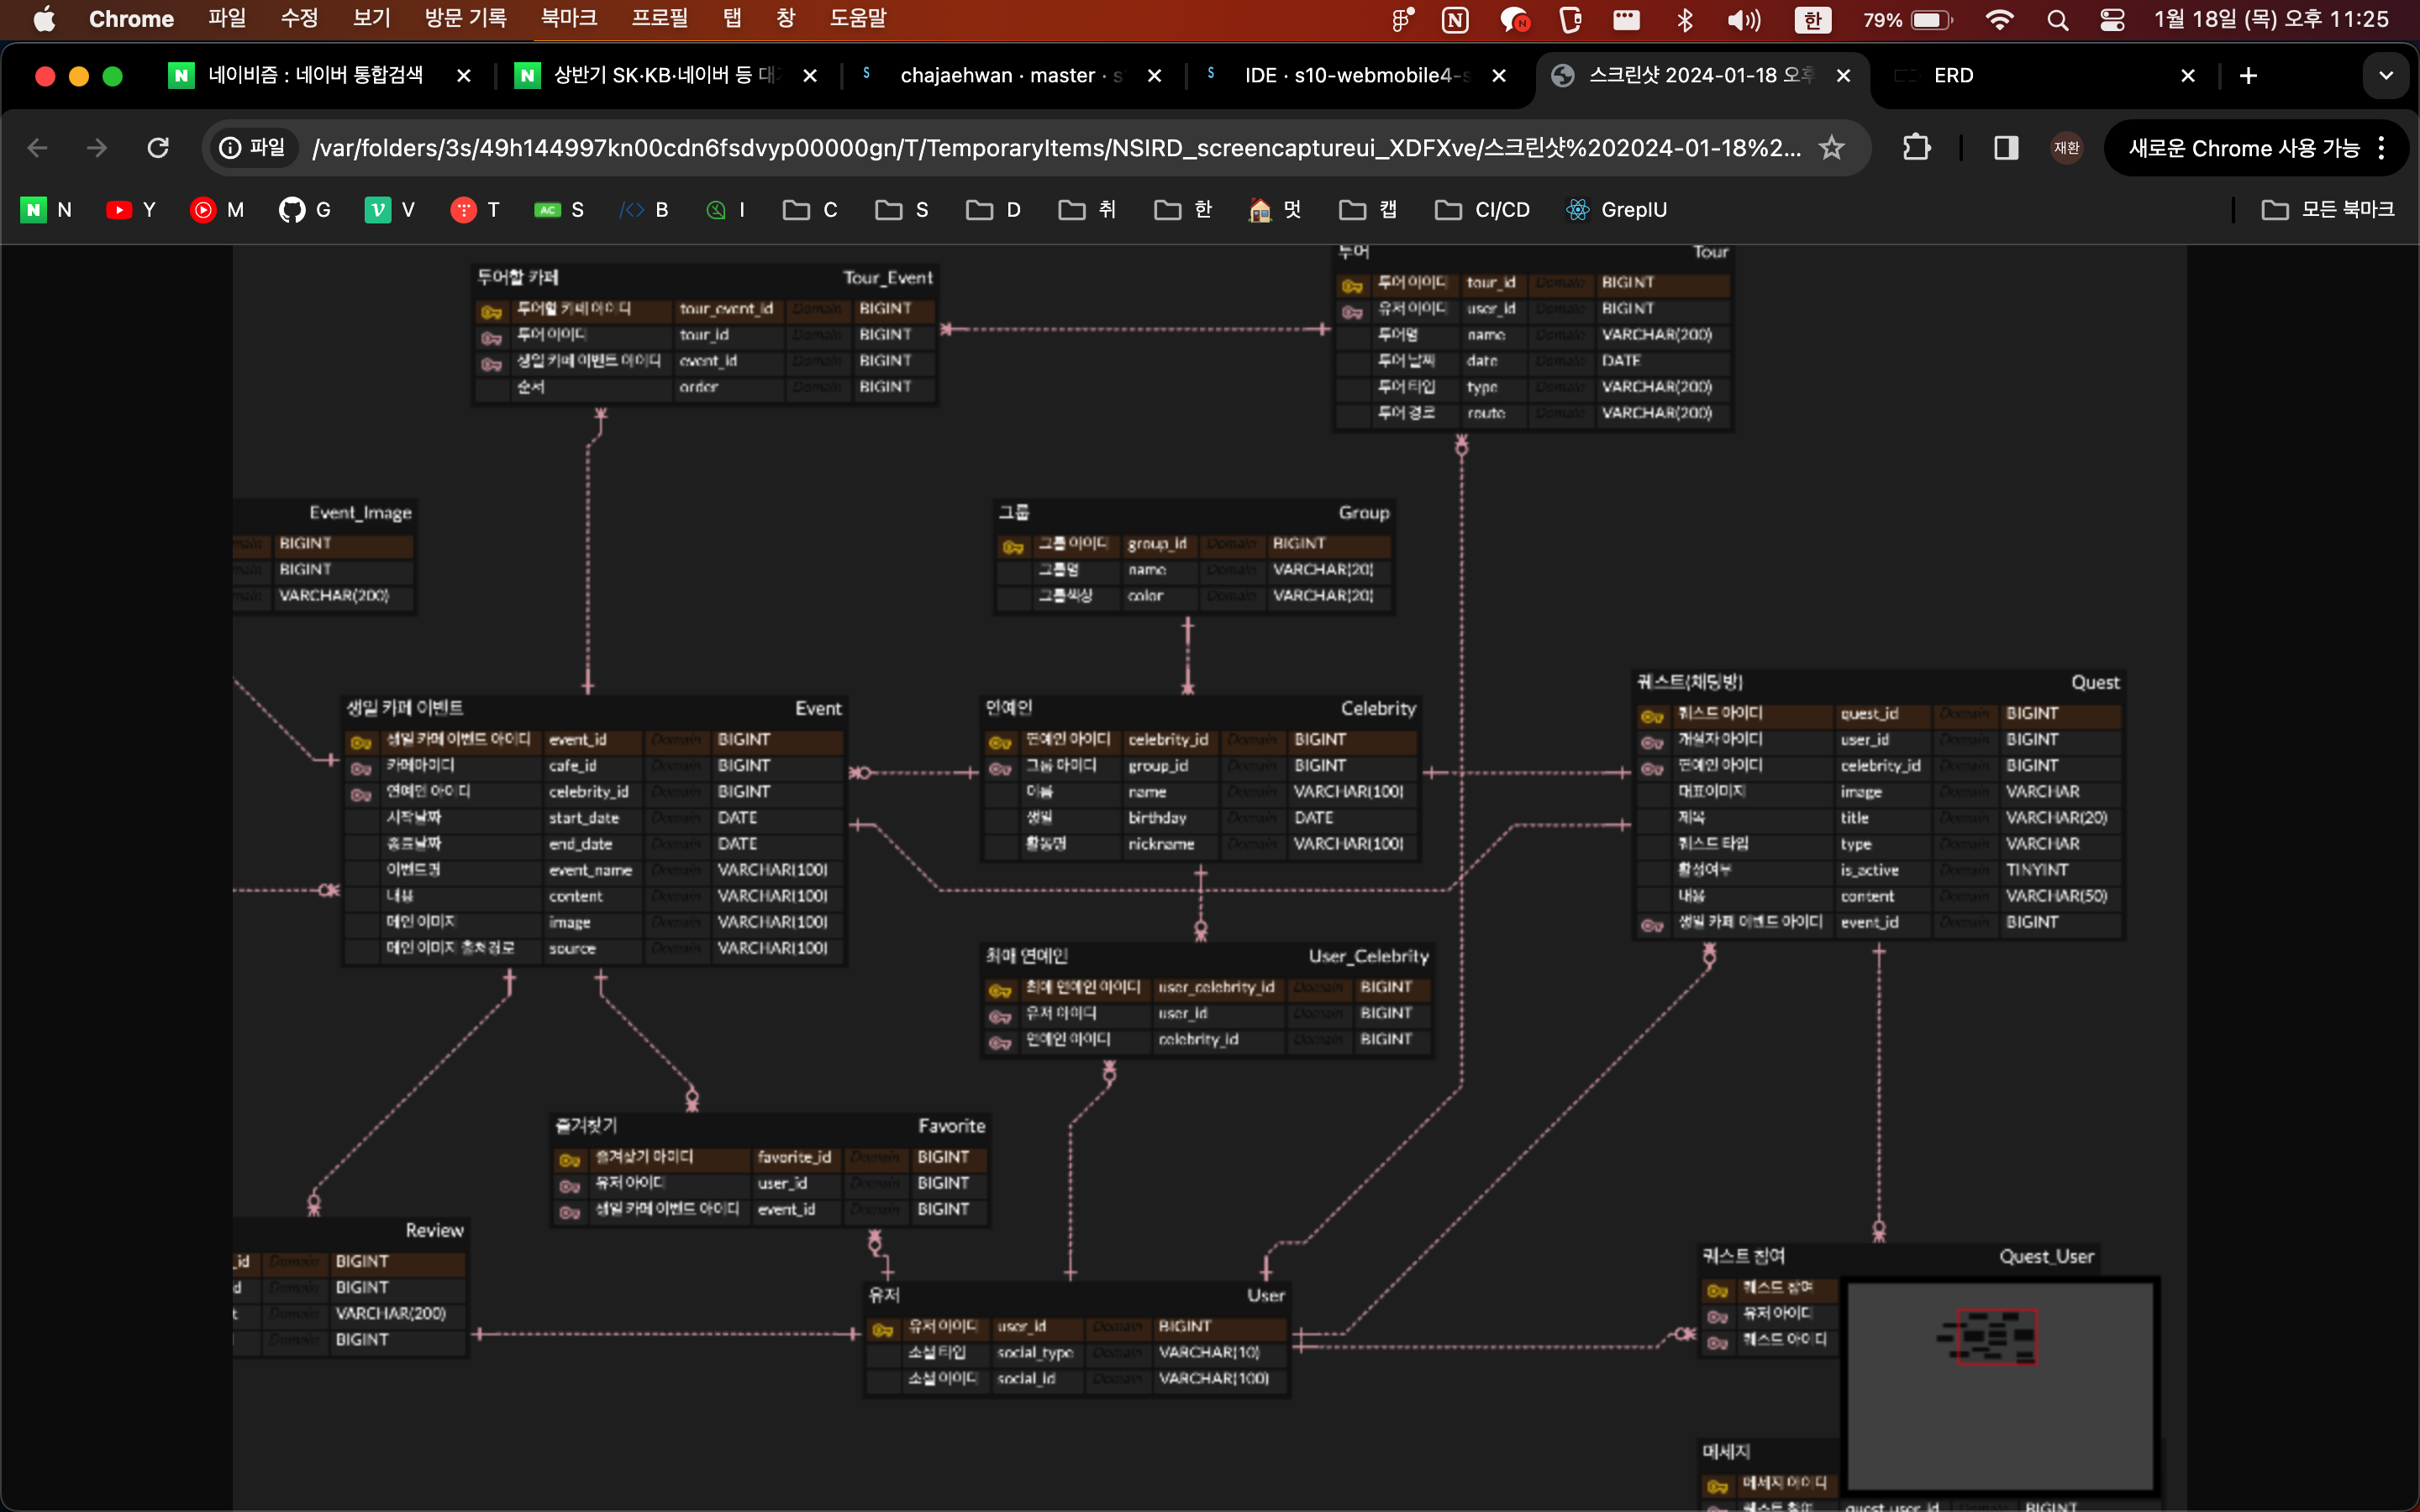 Chrome 파일 수정 보기 방문 기록 북마크 프로필 탭 창 도움말 한 79% 1월 18일 (목) 오후 11:25
네이비즘 : 네이버 통합검색 상반기 SK·KB·네이버 등 대 chajaehwan · master · s IDE · s10-webmobile4-s 스크린샷 2024-01-18 오후 ERD
파일 /var/folders/3s/49h144997kn00cdn6fsdvyp00000gn/T/TemporaryItems/NSIRD_screencaptureui_XDFXve/스크린샷%202024-01-18%2... 재환 새로운 Chrome 사용 가능
N Y M G V T S B I C S D 취 한 멋 캡 CI/CD GrepIU 모든 북마크
투어할 카페 Tour_Event
투어할 카페 아이디 tour_event_id Domain BIGINT
투어 아이디 tour_id Domain BIGINT
생일 카페 이벤트 아이디 event_id Domain BIGINT
순서 order Domain BIGINT
투어 Tour
투어 아이디 tour_id Domain BIGINT
유저 아이디 user_id Domain BIGINT
투어명 name Domain VARCHAR(200)
투어 날짜 date Domain DATE
투어 타입 type Domain VARCHAR(200)
투어 경로 route Domain VARCHAR(200)
Event_Image
BIGINT
BIGINT
VARCHAR(200)
그룹 Group
그룹 아이디 group_id Domain BIGINT
그룹명 name Domain VARCHAR(20)
그룹색상 color Domain VARCHAR(20)
생일 카페 이벤트 Event
생일 카페 이벤트 아이디 event_id Domain BIGINT
카페아이디 cafe_id Domain BIGINT
연예인 아이디 celebrity_id Domain BIGINT
시작날짜 start_date Domain DATE
종료날짜 end_date Domain DATE
이벤트명 event_name Domain VARCHAR(100)
내용 content Domain VARCHAR(100)
메인 이미지 image Domain VARCHAR(100)
메인 이미지 출처경로 source Domain VARCHAR(100)
연예인 Celebrity
연예인 아이디 celebrity_id Domain BIGINT
그룹 아이디 group_id Domain BIGINT
이름 name Domain VARCHAR(100)
생일 birthday Domain DATE
활동명 nickname Domain VARCHAR(100)
퀘스트(채팅방) Quest
퀘스트 아이디 quest_id Domain BIGINT
개설자 아이디 user_id Domain BIGINT
연예인 아이디 celebrity_id Domain BIGINT
대표이미지 image Domain VARCHAR
제목 title Domain VARCHAR(20)
퀘스트 타입 type Domain VARCHAR
활성여부 is_active Domain TINYINT
내용 content Domain VARCHAR(50)
생일 카페 이벤트 아이디 event_id Domain BIGINT
최애 연예인 User_Celebrity
최애 연예인 아이디 user_celebrity_id Domain BIGINT
유저 아이디 user_id Domain BIGINT
연예인 아이디 celebrity_id Domain BIGINT
즐겨찾기 Favorite
즐겨찾기 아이디 favorite_id Domain BIGINT
유저 아이디 user_id Domain BIGINT
생일 카페 이벤트 아이디 event_id Domain BIGINT
Review
_id Domain BIGINT
d Domain BIGINT
t Domain VARCHAR(200)
Domain BIGINT
유저 User
유저 아이디 user_id Domain BIGINT
소셜 타입 social_type Domain VARCHAR(10)
소셜 아이디 social_id Domain VARCHAR(100)
퀘스트 참여 Quest_User
퀘스트 참여
유저 아이디
퀘스트 아이디
메세지
메세지 아이디
퀘스트 참여 quest_user_id Domain BIGINT